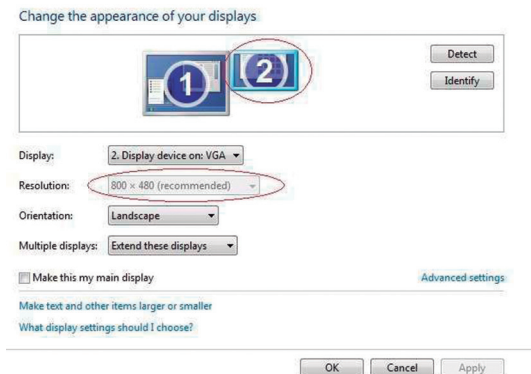 Change the appearance of your displays
1
2
Detect
Identify
Display: 2. Display device on: VGA
Resolution: 800 × 480 (recommended)
Orientation: Landscape
Multiple displays: Extend these displays
Make this my main display
Advanced settings
Make text and other items larger or smaller
What display settings should I choose?
OK Cancel Apply